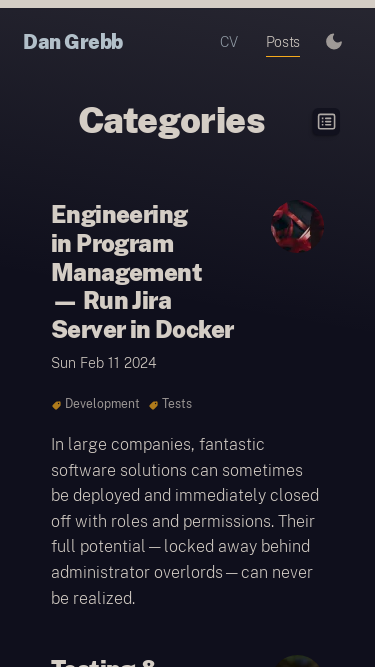 Dan Grebb
CV
Posts
Categories
Engineering
in Program
Management
— Run Jira
Server in Docker
Sun Feb 11 2024
Development
Tests
In large companies, fantastic
software solutions can sometimes
be deployed and immediately closed
off with roles and permissions. Their
full potential — locked away behind
administrator overlords — can never
be realized.
Testing &